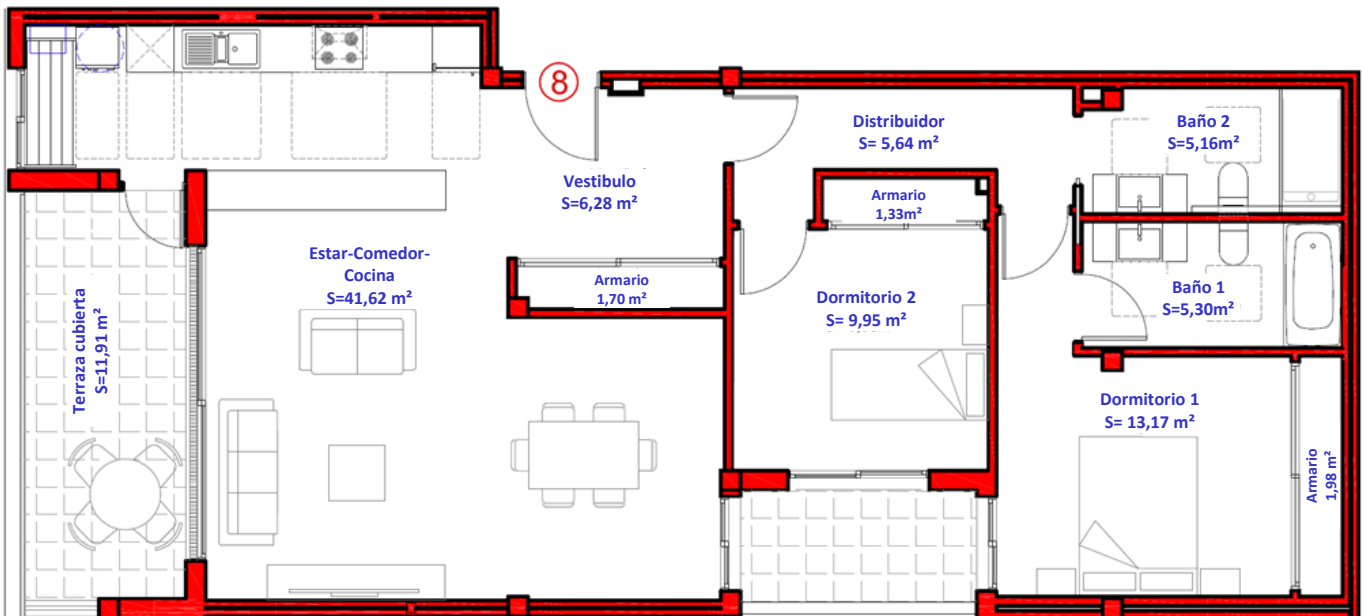 8
Distribuidor
S= 5,64 m²
Baño 2
S=5,16m²
Vestibulo
S=6,28 m²
Armario
1,33m²
Estar-Comedor-
Cocina
S=41,62 m²
Armario
1,70 m²
Dormitorio 2
S= 9,95 m²
Baño 1
S=5,30m²
Terraza cubierta
S=11,91 m²
Dormitorio 1
S= 13,17 m²
Armario
1,98 m²